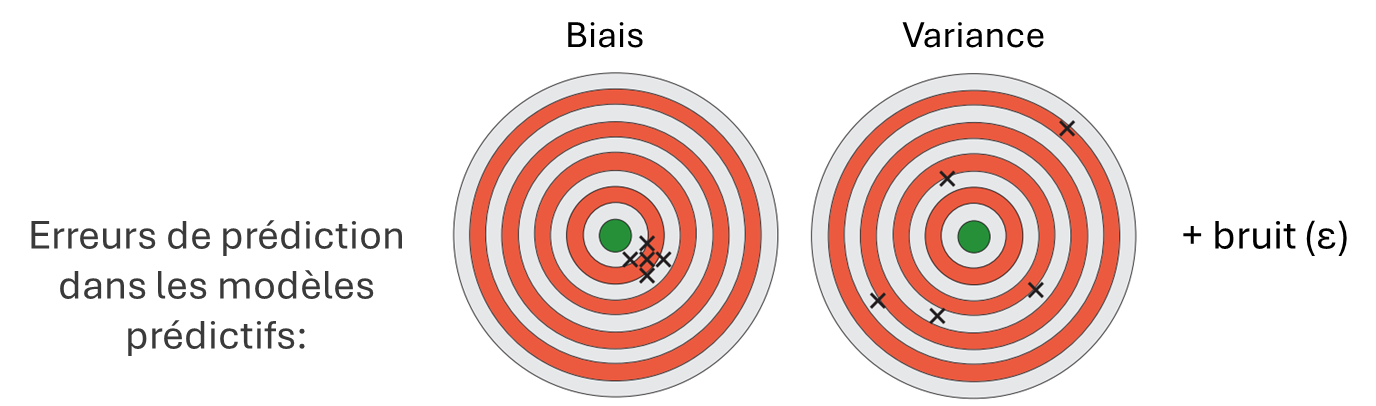 Biais
Variance
Erreurs de prédiction
dans les modèles
prédictifs:
+ bruit (ε)